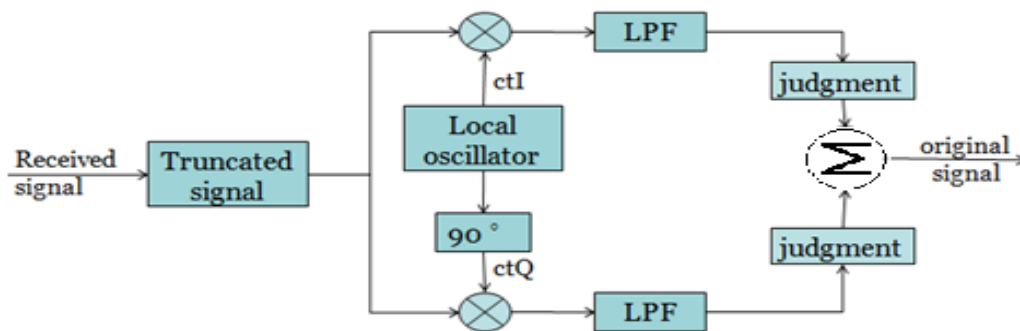 LPF
judgment
ctI
Received
signal
Truncated
signal
Local
oscillator
Σ
original
signal
90 °
judgment
ctQ
LPF